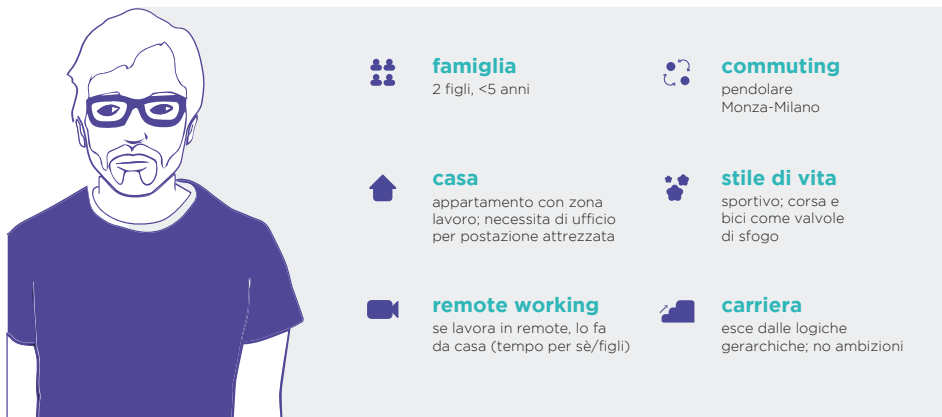 famiglia
2 figli, <5 anni
commuting
pendolare
Monza-Milano
casa
appartamento con zona
lavoro; necessita di ufficio
per postazione attrezzata
stile di vita
sportivo; corsa e
bici come valvole
di sfogo
remote working
se lavora in remote, lo fa
da casa (tempo per sè/figli)
carriera
esce dalle logiche
gerarchiche; no ambizioni